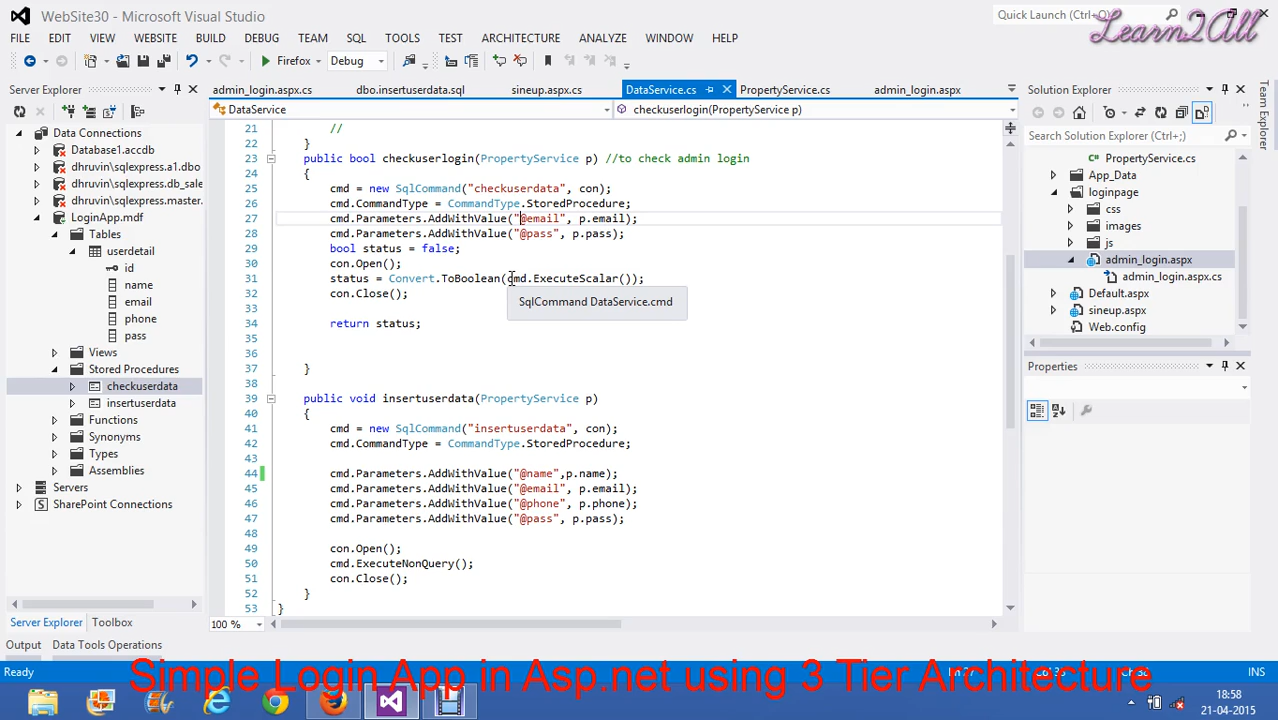 WebSite30 - Microsoft Visual Studio
Quick Launch (Ctrl+Q)
Learn2All
FILE EDIT VIEW WEBSITE BUILD DEBUG TEAM SQL TOOLS TEST ARCHITECTURE ANALYZE WINDOW HELP
Firefox Debug
Server Explorer
admin_login.aspx.cs dbo.insertuserdata.sql sineup.aspx.cs DataService.cs PropertyService.cs admin_login.aspx
Solution Explorer
Team Explorer
DataService
checkuserlogin(PropertyService p)
Search Solution Explorer (Ctrl+;)
Data Connections
Database1.accdb
dhruvin\sqlexpress.a1.dbo
dhruvin\sqlexpress.db_sale
dhruvin\sqlexpress.master.
LoginApp.mdf
Tables
userdetail
id
name
email
phone
pass
Views
Stored Procedures
checkuserdata
insertuserdata
Functions
Synonyms
Types
Assemblies
Servers
SharePoint Connections
21 //
22 }
23 public bool checkuserlogin(PropertyService p) //to check admin login
24 {
25 cmd = new SqlCommand("checkuserdata", con);
26 cmd.CommandType = CommandType.StoredProcedure;
27 cmd.Parameters.AddWithValue("@email", p.email);
28 cmd.Parameters.AddWithValue("@pass", p.pass);
29 bool status = false;
30 con.Open();
31 status = Convert.ToBoolean(cmd.ExecuteScalar());
32 con.Close();
SqlCommand DataService.cmd
33
34 return status;
35
36
37 }
38
39 public void insertuserdata(PropertyService p)
40 {
41 cmd = new SqlCommand("insertuserdata", con);
42 cmd.CommandType = CommandType.StoredProcedure;
43
44 cmd.Parameters.AddWithValue("@name",p.name);
45 cmd.Parameters.AddWithValue("@email", p.email);
46 cmd.Parameters.AddWithValue("@phone", p.phone);
47 cmd.Parameters.AddWithValue("@pass", p.pass);
48
49 con.Open();
50 cmd.ExecuteNonQuery();
51 con.Close();
52 }
53 }
PropertyService.cs
App_Data
loginpage
css
images
js
admin_login.aspx
admin_login.aspx.cs
Default.aspx
sineup.aspx
Web.config
Properties
Server Explorer Toolbox
100 %
Output Data Tools Operations
Ready
INS
Simple Login App in Asp.net using 3 Tier Architecture
18:58
21-04-2015